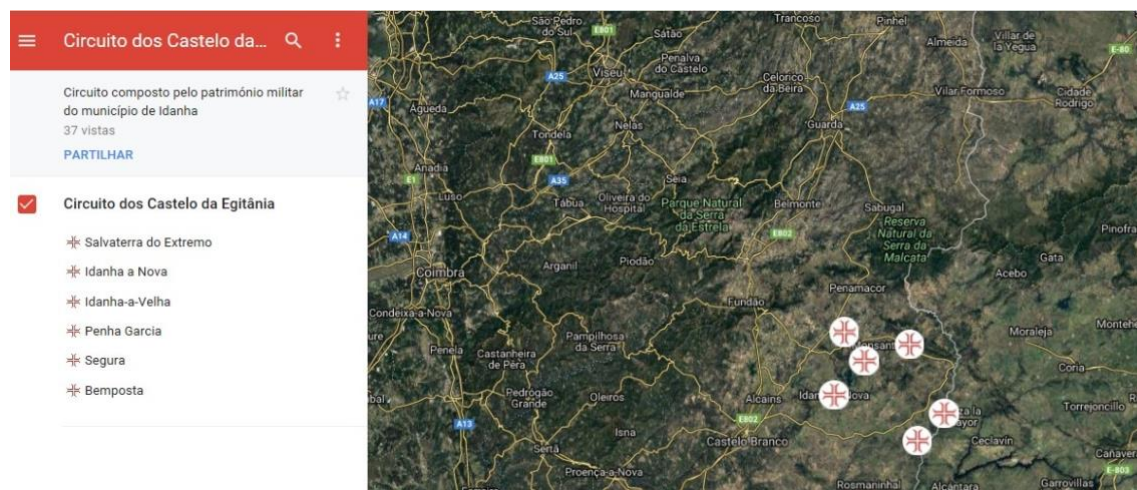 Circuito dos Castelo da...
Circuito composto pelo património militar
do município de Idanha
37 vistas
PARTILHAR
Circuito dos Castelo da Egitânia
Salvaterra do Extremo
Idanha a Nova
Idanha-a-Velha
Penha Garcia
Segura
Bemposta
São Pedro
do Sul
E801
Sátão
Trancoso
Pinhel
Almeida
Villar de
la Yegua
E-80
Penalva
do Castelo
A25
Viseu
Celorico
da Beira
Mangualde
A17
Águeda
A25
Vilar Formoso
Cidade
Rodrigo
Guarda
Tondela
Nelas
E801
Anadia
E1
A35
Seia
Luso
Tábua
Oliveira do
Hospital
Parque Natural
da Serra
da Estrela
Belmonte
Sabugal
E802
Reserva
Natural da
Serra da
Malcata
Pinofra
A14
Coimbra
Arganil
Piodão
Gata
Acebo
Penamacor
Fundão
Condeixa-a-Nova
Pampilhosa
da Serra
Moraleja
Monteh
Penela
Castanheira
de Pêra
Coria
Pedrógão
Grande
Oleiros
Alcains
Torrejoncillo
A13
Isna
E802
Castelo Branco
Ceclavín
Sertã
Cañaver
Proença-a-Nova
E-803
Rosmaninhal
Alcántara
Garrovillas